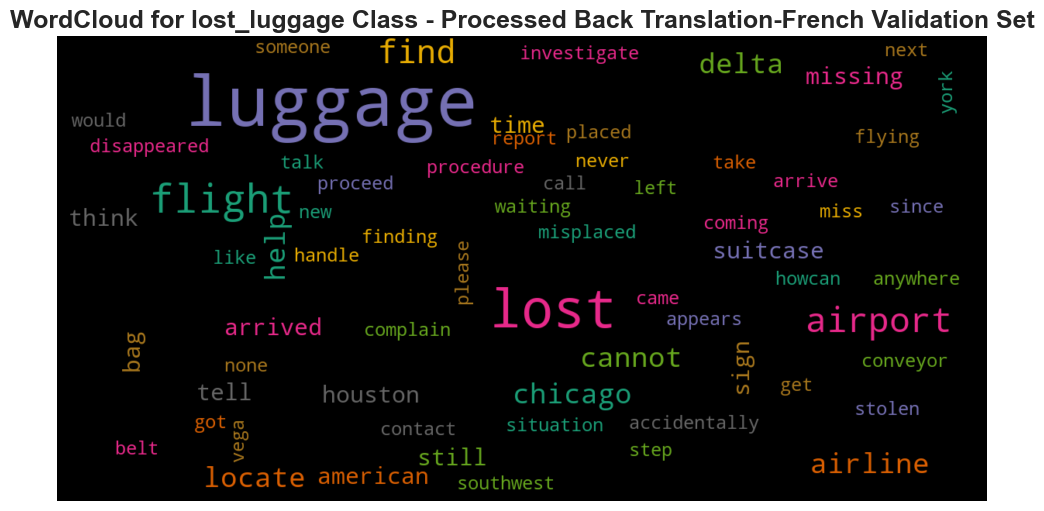 WordCloud for lost_luggage Class - Processed Back Translation-French Validation Set
someone
find
investigate
next
delta
missing
york
luggage
would
time
placed
report
flying
disappeared
talk
procedure
never
take
proceed
call
left
arrive
flight
think
new
waiting
miss
since
help
coming
misplaced
finding
like
handle
please
suitcase
howcan
anywhere
lost
came
appears
airport
arrived
complain
bag
none
cannot
sign
conveyor
tell
houston
chicago
get
stolen
got
vega
contact
situation
accidentally
belt
still
step
locate
american
southwest
airline